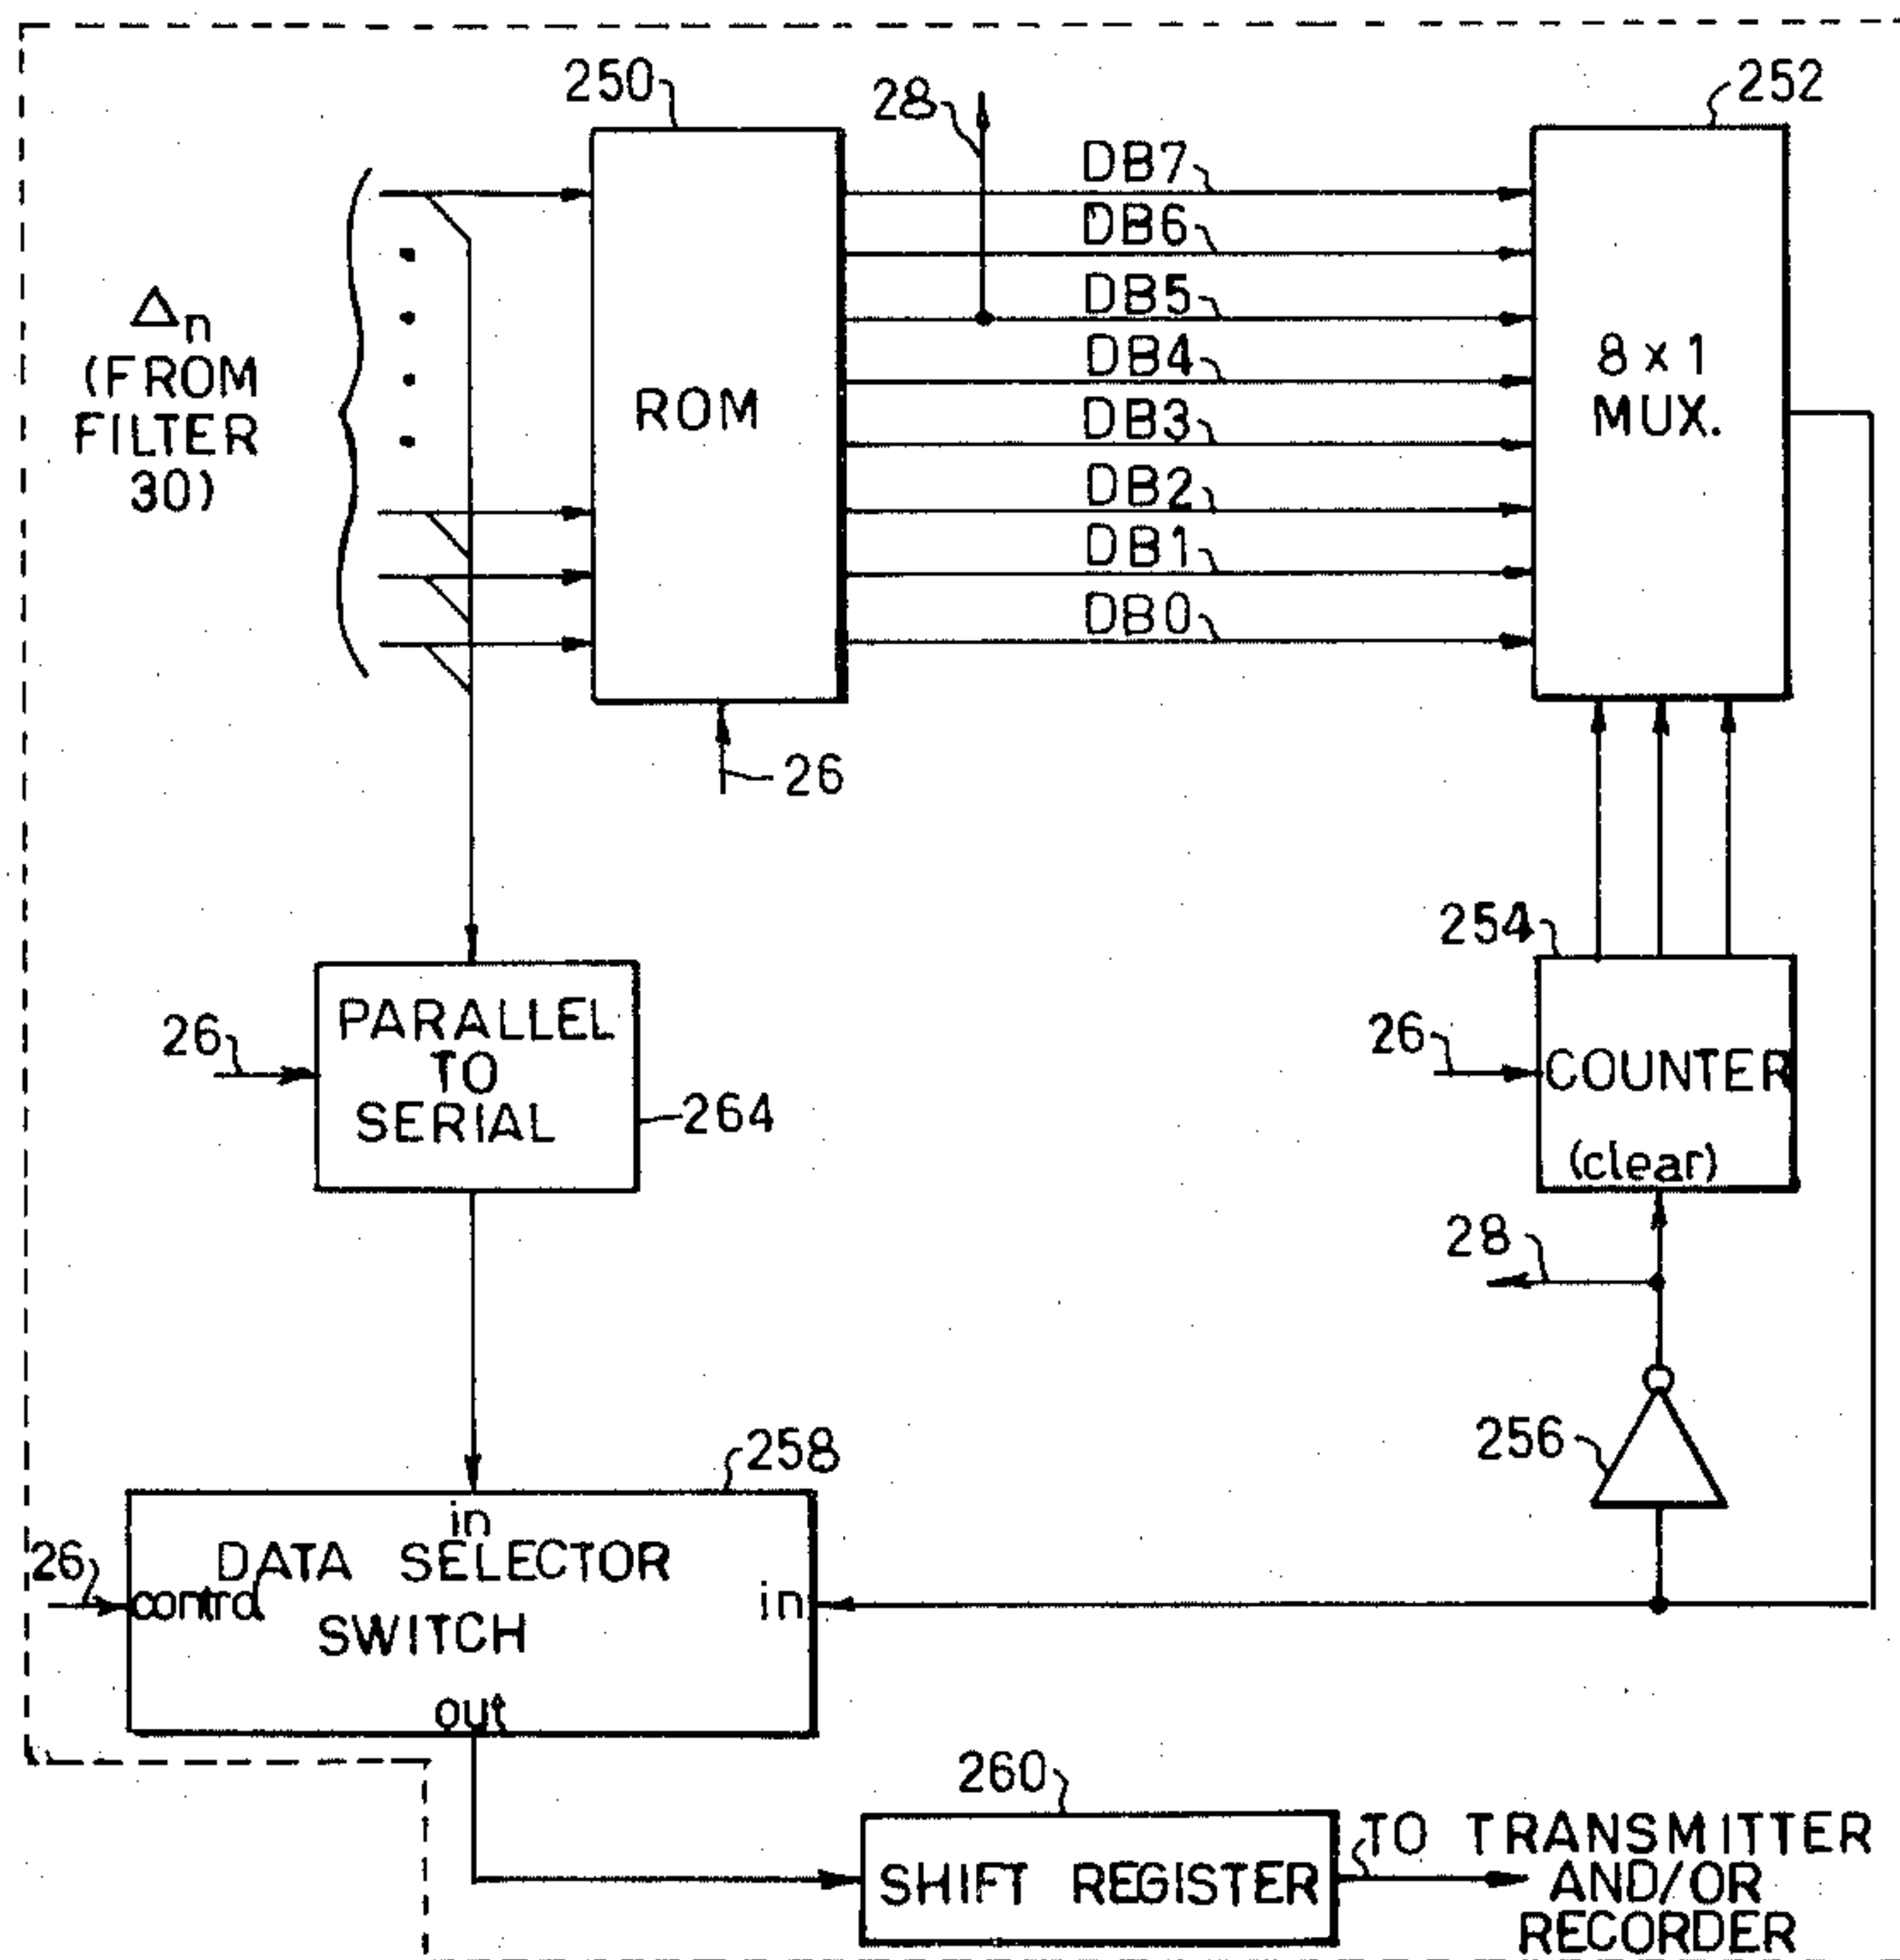 250
28
252
DB7
DB6
DB5
DB4
DB3
DB2
DB1
DB0
Δn
(FROM
FILTER
30)
ROM
8 x 1
MUX.
26
254
26
PARALLEL
TO
SERIAL
264
26
COUNTER
(clear)
28
256
258
in
DATA SELECTOR
SWITCH
26
control
in
out
260
SHIFT REGISTER
TO TRANSMITTER
AND/OR
RECORDER